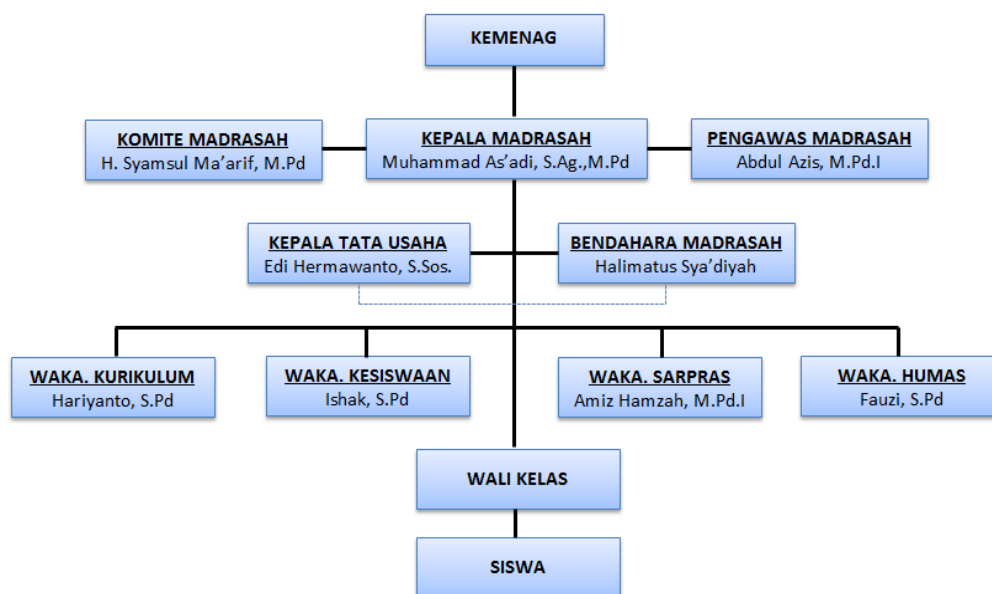 KEMENAG
KOMITE MADRASAH
H. Syamsul Ma’arif, M.Pd
KEPALA MADRASAH
Muhammad As’adi, S.Ag.,M.Pd
PENGAWAS MADRASAH
Abdul Azis, M.Pd.I
KEPALA TATA USAHA
Edi Hermawanto, S.Sos.
BENDAHARA MADRASAH
Halimatus Sya’diyah
WAKA. KURIKULUM
Hariyanto, S.Pd
WAKA. KESISWAAN
Ishak, S.Pd
WAKA. SARPRAS
Amiz Hamzah, M.Pd.I
WAKA. HUMAS
Fauzi, S.Pd
WALI KELAS
SISWA